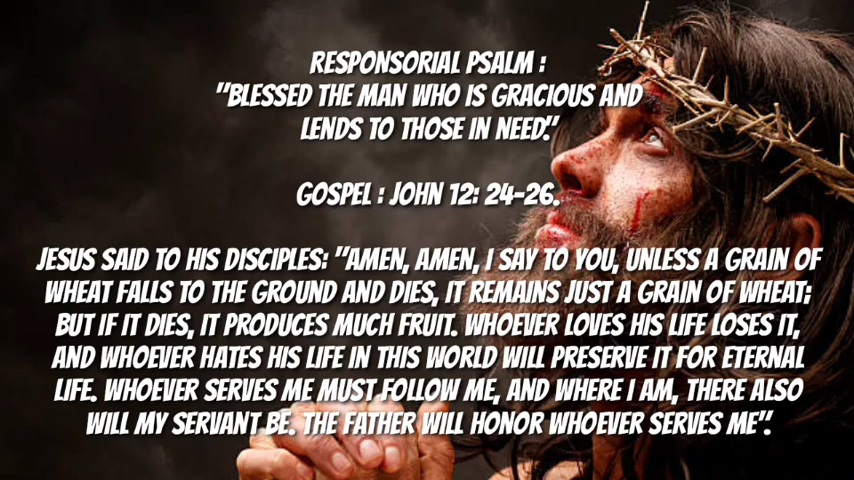 RESPONSORIAL PSALM :
"BLESSED THE MAN WHO IS GRACIOUS AND
LENDS TO THOSE IN NEED."
GOSPEL : JOHN 12: 24-26.
JESUS SAID TO HIS DISCIPLES: "AMEN, AMEN, I SAY TO YOU, UNLESS A GRAIN OF
WHEAT FALLS TO THE GROUND AND DIES, IT REMAINS JUST A GRAIN OF WHEAT;
BUT IF IT DIES, IT PRODUCES MUCH FRUIT. WHOEVER LOVES HIS LIFE LOSES IT,
AND WHOEVER HATES HIS LIFE IN THIS WORLD WILL PRESERVE IT FOR ETERNAL
LIFE. WHOEVER SERVES ME MUST FOLLOW ME, AND WHERE I AM, THERE ALSO
WILL MY SERVANT BE. THE FATHER WILL HONOR WHOEVER SERVES ME".